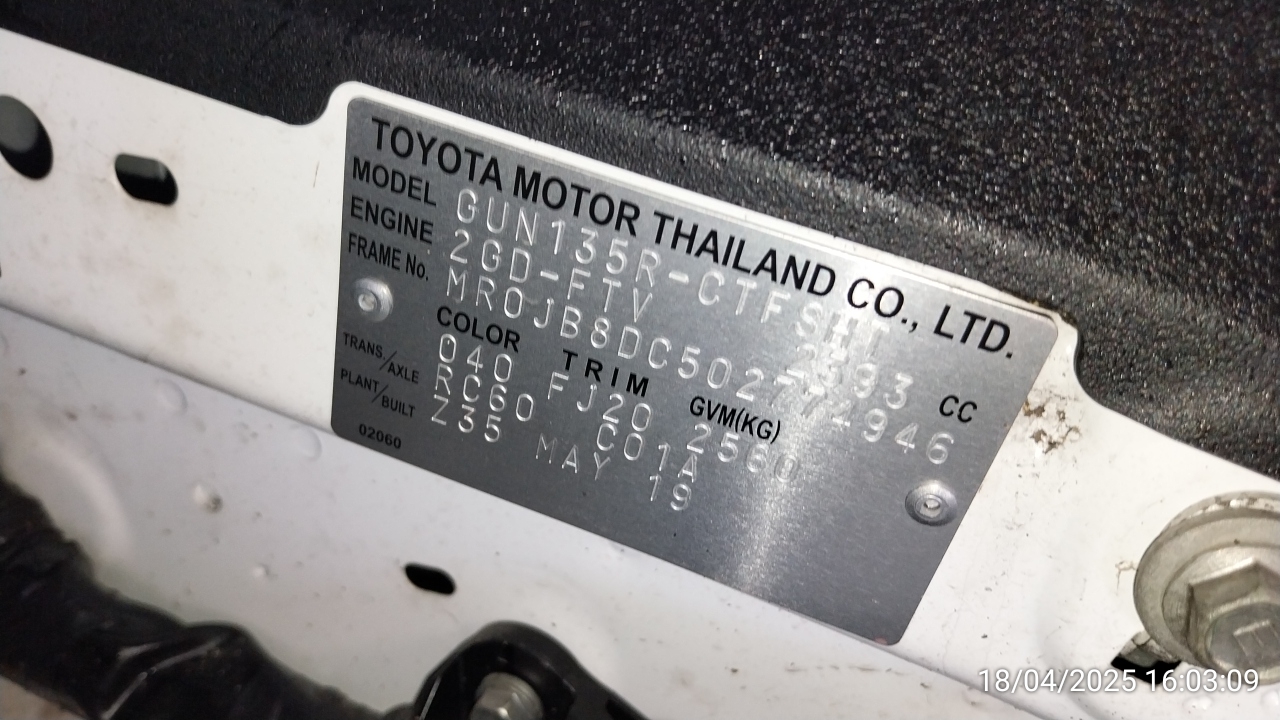 TOYOTA MOTOR THAILAND CO., LTD.
MODEL GUN135R-CTFSHT
ENGINE 2GD-FTV 2393 CC
FRAME No. MR0JB8DC502774946
COLOR TRIM GVM(KG)
040 FJ20 2560
TRANS/AXLE RC60 C01A
PLANT/BUILT Z35 MAY 19
02060
18/04/2025 16:03:09